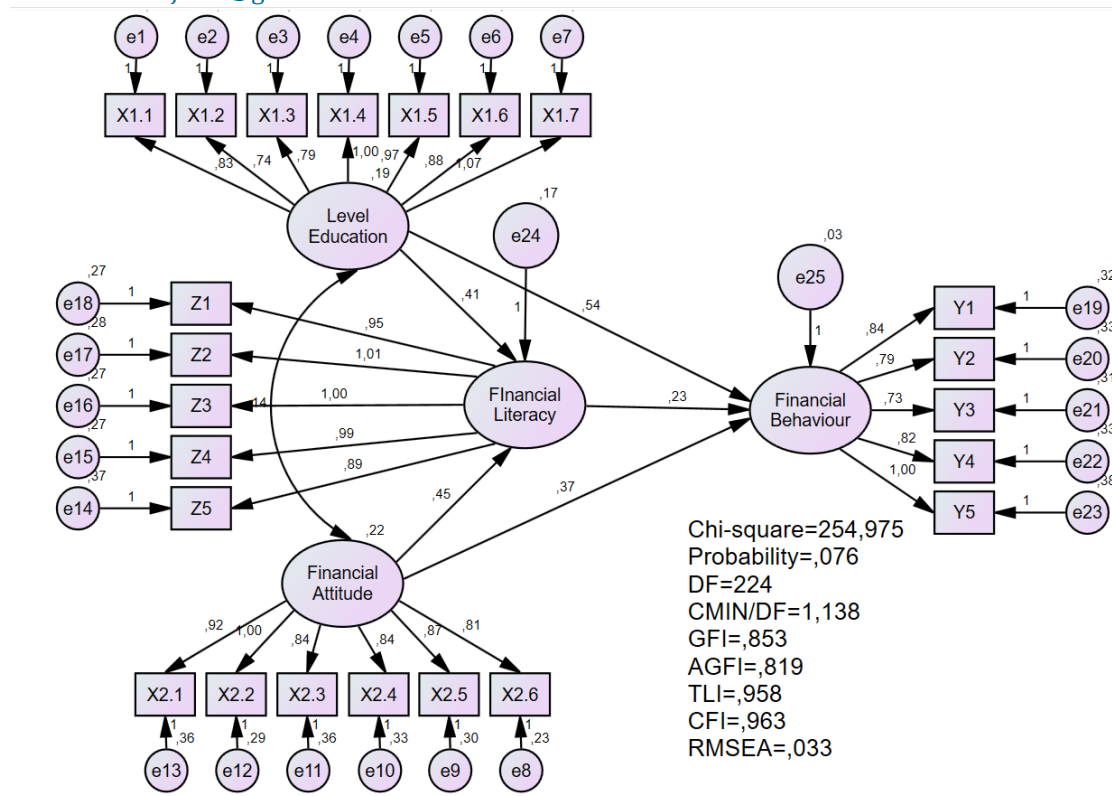 e1 e2 e3 e4 e5 e6 e7
1 1 1 1 1 1 1
X1.1 X1.2 X1.3 X1.4 X1.5 X1.6 X1.7
,83 ,74 ,79 1,00 ,97 ,88 1,07
,19
Level
Education
,17
e24
1
,03
e25
1
,41
,54
,27
e18 1 Z1
,28
e17 1 Z2
,27
e16 1 Z3
,27
e15 1 Z4
,37
e14 1 Z5
,95
1,01
1,00
,99
,89
,14
FInancial
Literacy
,23
,45
,37
Financial
Behaviour
,84
,79
,73
,82
1,00
Y1 1 e19
,32
Y2 1 e20
,33
Y3 1 e21
,31
Y4 1 e22
,33
Y5 1 e23
,38
,22
Financial
Attitude
,92 1,00 ,84 ,84 ,87 ,81
X2.1 X2.2 X2.3 X2.4 X2.5 X2.6
1 1 1 1 1 1
,36 ,29 ,36 ,33 ,30 ,23
e13 e12 e11 e10 e9 e8
Chi-square=254,975
Probability=,076
DF=224
CMIN/DF=1,138
GFI=,853
AGFI=,819
TLI=,958
CFI=,963
RMSEA=,033